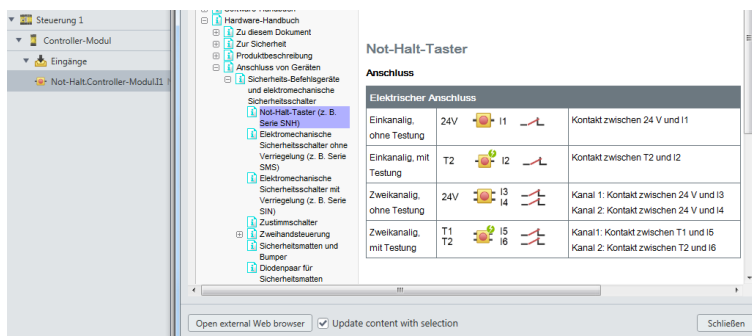 Steuerung 1
Controller-Modul
Eingänge
Not-Halt.Controller-Modul.I1
Hardware-Handbuch
Zu diesem Dokument
Zur Sicherheit
Produktbeschreibung
Anschluss von Geräten
Sicherheits-Befehlsgeräte
und elektromechanische
Sicherheitsschalter
Not-Halt-Taster (z. B.
Serie SNH)
Elektromechanische
Sicherheitsschalter ohne
Verriegelung (z. B. Serie
SMS)
Elektromechanische
Sicherheitsschalter mit
Verriegelung (z. B. Serie
SIN)
Zustimmschalter
Zweihandsteuerung
Sicherheitsmatten und
Bumper
Diodenpaar für
Sicherheitsmatten
Not-Halt-Taster
Anschluss
Elektrischer Anschluss
Einkanalig,
ohne Testung
24V I1
Kontakt zwischen 24 V und I1
Einkanalig, mit
Testung
T2 I2
Kontakt zwischen T2 und I2
Zweikanalig,
ohne Testung
24V I3
I4
Kanal 1: Kontakt zwischen 24 V und I3
Kanal 2: Kontakt zwischen 24 V und I4
Zweikanalig,
mit Testung
T1 I5
T2 I6
Kanal1: Kontakt zwischen T1 und I5
Kanal 2: Kontakt zwischen T2 und I6
Open external Web browser
Update content with selection
Schließen